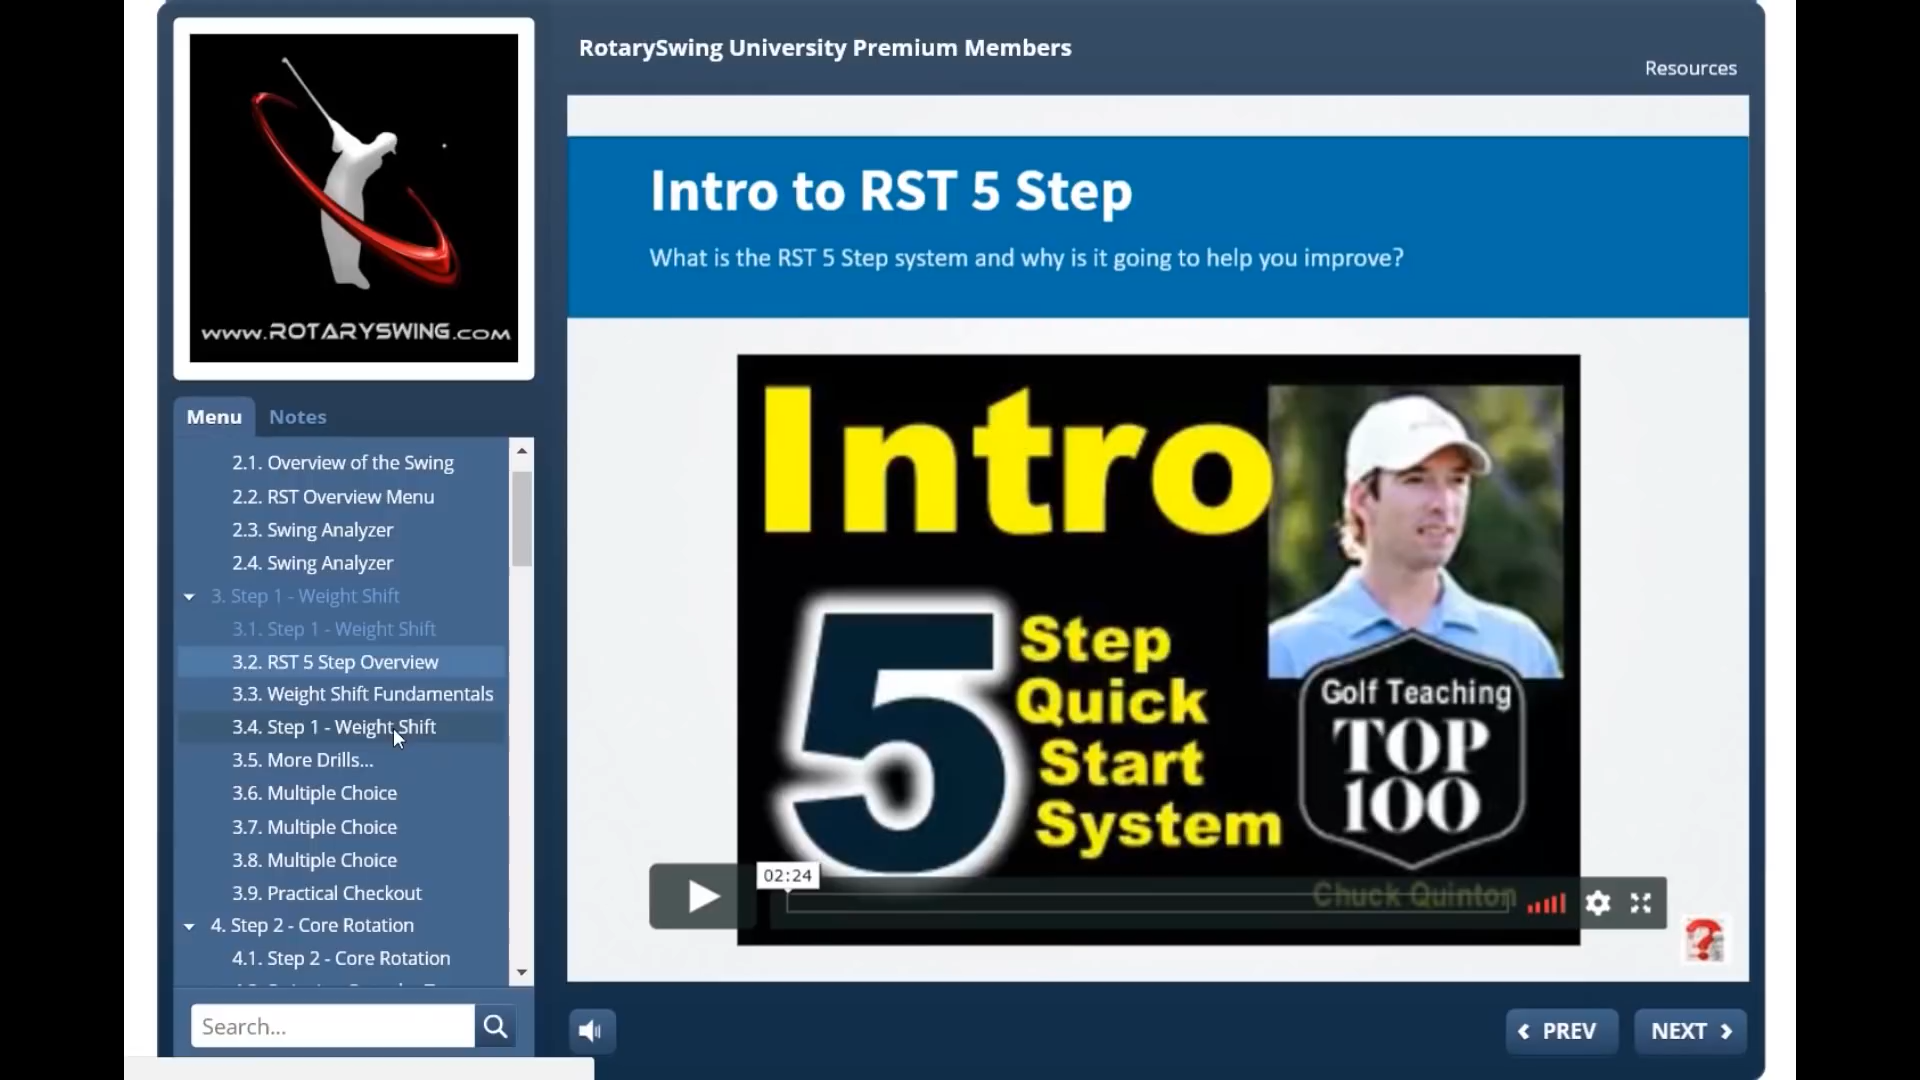 RotarySwing University Premium Members
Resources
www.ROTARYSWING.com
Menu
Notes
2.1. Overview of the Swing
2.2. RST Overview Menu
2.3. Swing Analyzer
2.4. Swing Analyzer
3. Step 1 - Weight Shift
3.1. Step 1 - Weight Shift
3.2. RST 5 Step Overview
3.3. Weight Shift Fundamentals
3.4. Step 1 - Weight Shift
3.5. More Drills...
3.6. Multiple Choice
3.7. Multiple Choice
3.8. Multiple Choice
3.9. Practical Checkout
4. Step 2 - Core Rotation
4.1. Step 2 - Core Rotation
Search...
Intro to RST 5 Step
What is the RST 5 Step system and why is it going to help you improve?
Intro
5
Step
Quick
Start
System
Golf Teaching
TOP
100
Chuck Quinton
02:24
PREV
NEXT